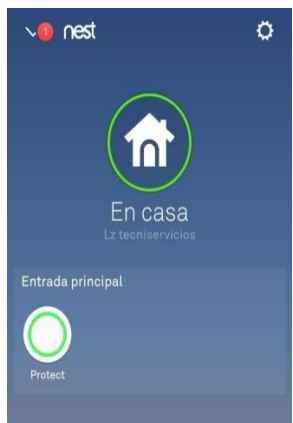 1 nest
En casa
Lz tecniservicios
Entrada principal
Protect